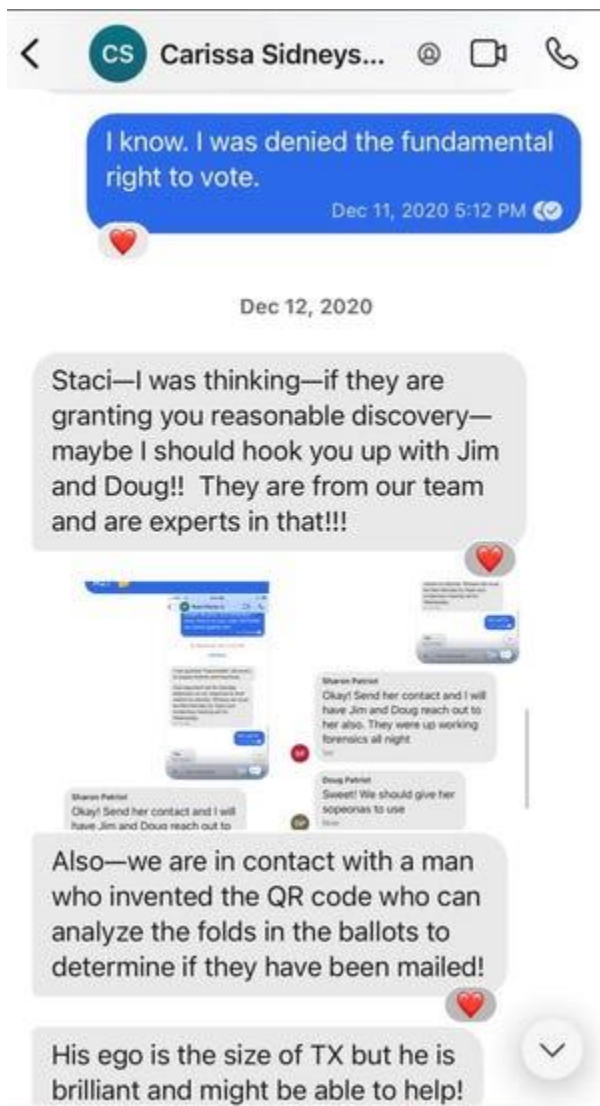 CS Carissa Sidneys...
I know. I was denied the fundamental
right to vote.
Dec 11, 2020 5:12 PM
Dec 12, 2020
Staci—I was thinking—if they are
granting you reasonable discovery—
maybe I should hook you up with Jim
and Doug!! They are from our team
and are experts in that!!!
Sharon Patriot
Okay! Send her contact and I will
have Jim and Doug reach out to
Sharon Patriot
Okay! Send her contact and I will
have Jim and Doug reach out to
her also. They were up working
forensics all night
Doug Patriot
Sweet! We should give her
sopeonas to use
Also—we are in contact with a man
who invented the QR code who can
analyze the folds in the ballots to
determine if they have been mailed!
His ego is the size of TX but he is
brilliant and might be able to help!